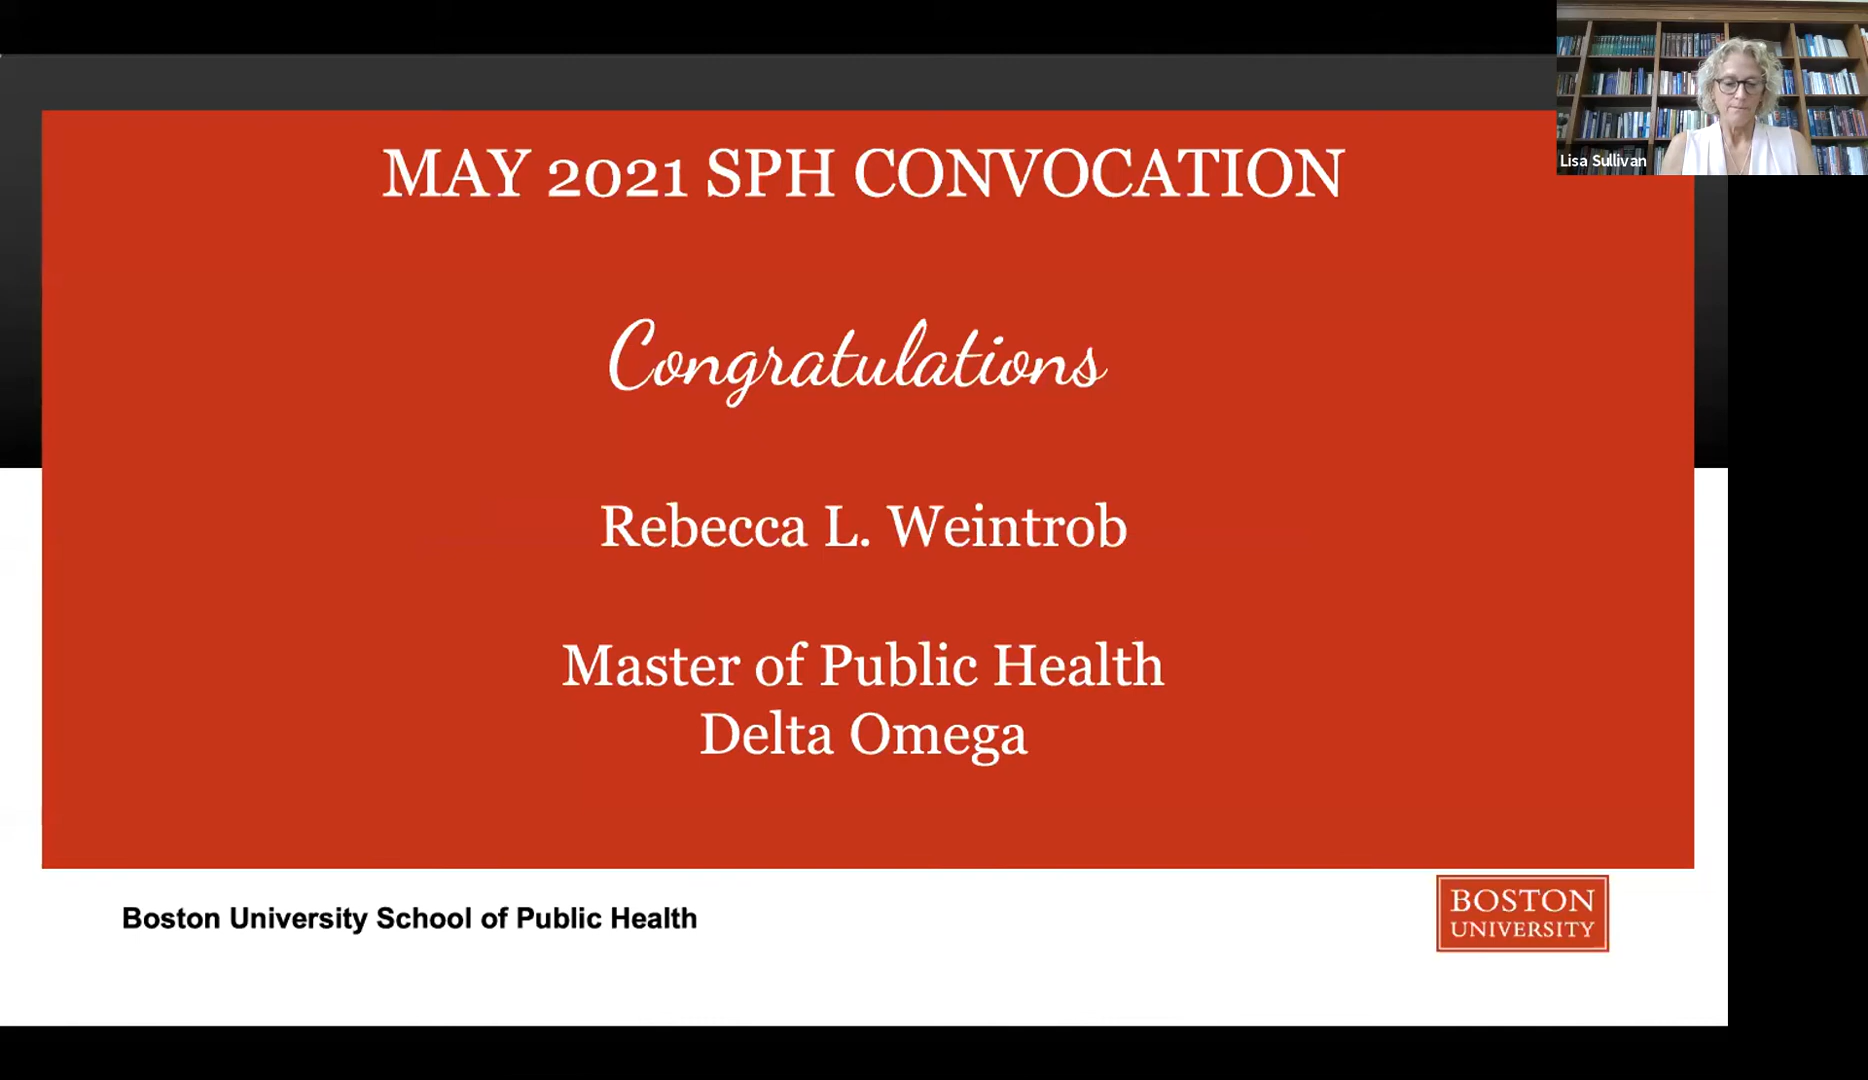 MAY 2021 SPH CONVOCATION
Lisa Sullivan
Congratulations
Rebecca L. Weintrob
Master of Public Health
Delta Omega
Boston University School of Public Health
BOSTON
UNIVERSITY